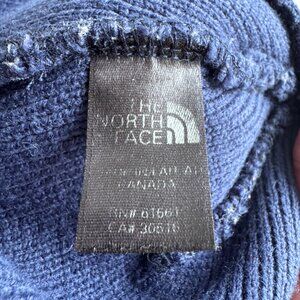 THE
NORTH
FACE
CANADA
RN# 61661
CA# 30516